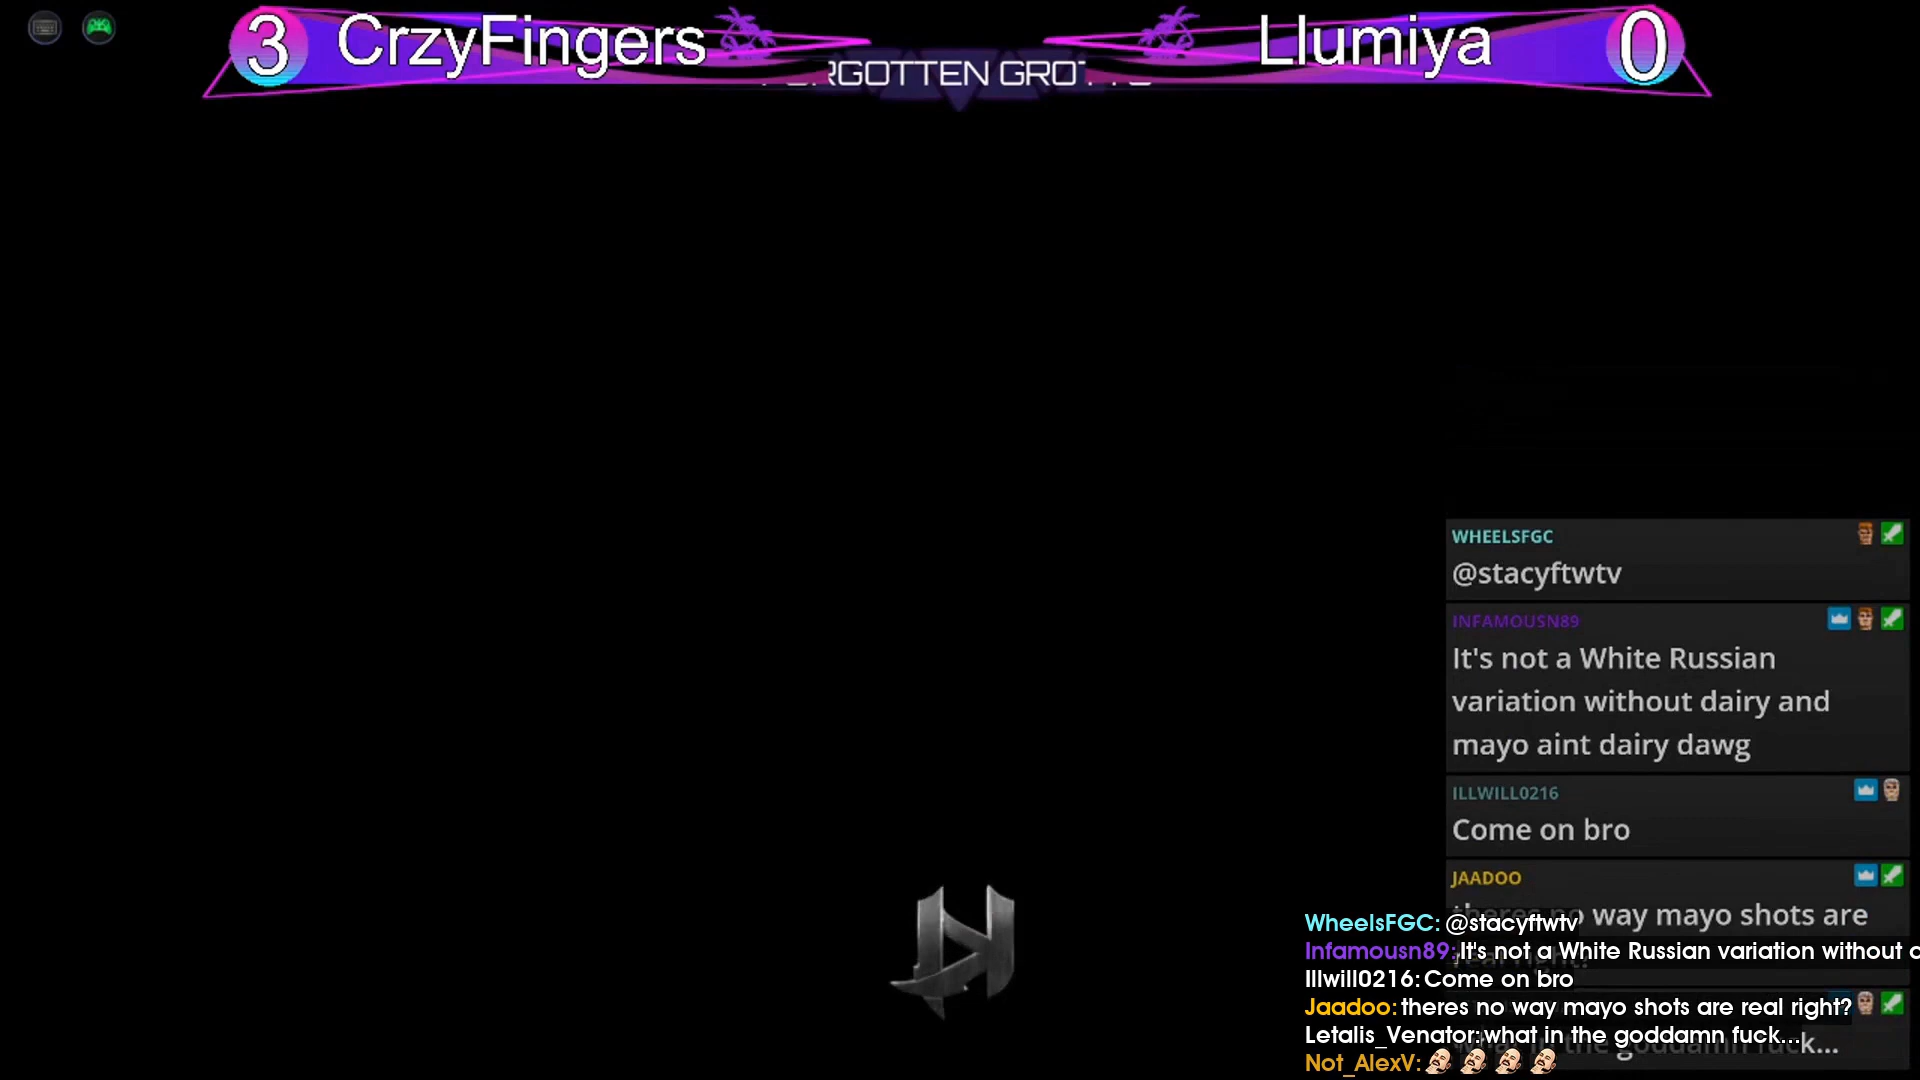 3 CrzyFingers
Llumiya 0
RGOTTEN GROT
WHEELSFGC
@stacyftwtv
INFAMOUSN89
It's not a White Russian
variation without dairy and
mayo aint dairy dawg
ILLWILL0216
Come on bro
JAADOO
way mayo shots are
WheelsFGC: @stacyftwtv
Infamousn89: It's not a White Russian variation without
Illwill0216: Come on bro
Jaadoo: theres no way mayo shots are real right?
Letalis_Venator: what in the goddamn fuck...
Not_AlexV: